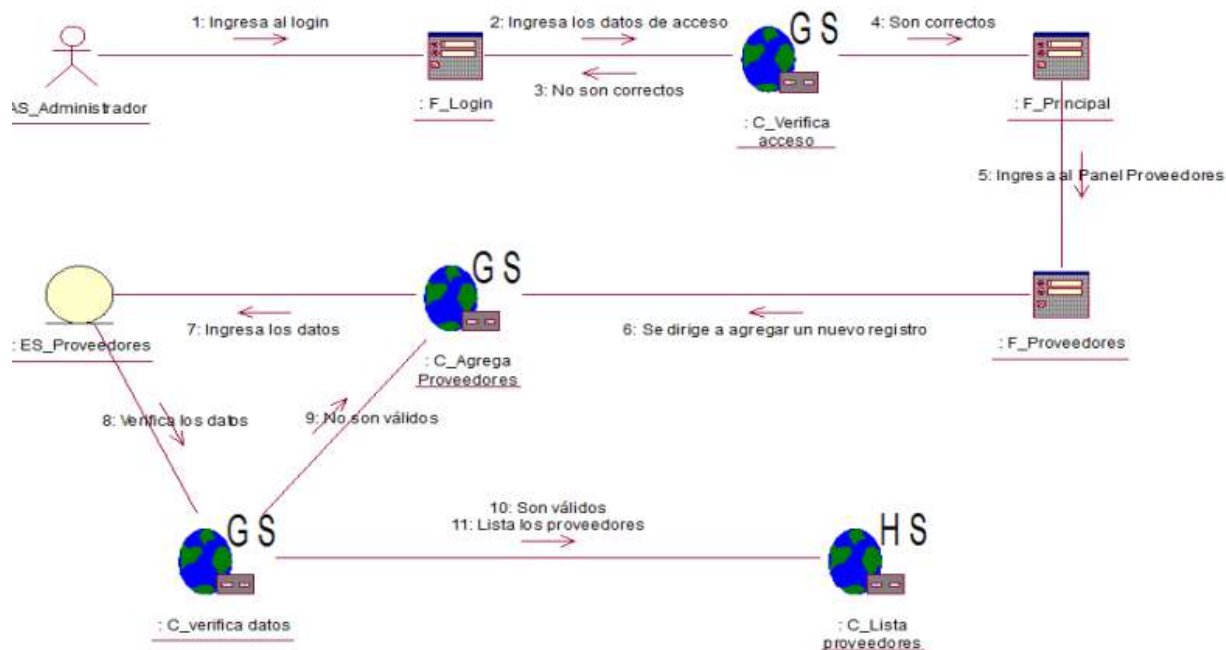 1: Ingresa al login
2: Ingresa los datos de acceso
G S
4: Son correctos
3: No son correctos
AS_Administrador
: F_Login
: C_Verifica
acceso
: F_Principal
5: Ingresa al Panel Proveedores
G S
7: Ingresa los datos
6: Se dirige a agregar un nuevo registro
: ES_Proveedores
: C_Agrega
Proveedores
: F_Proveedores
8: Verifica los datos
9: No son válidos
G S
10: Son válidos
11: Lista los proveedores
H S
: C_verifica datos
: C_Lista
proveedores